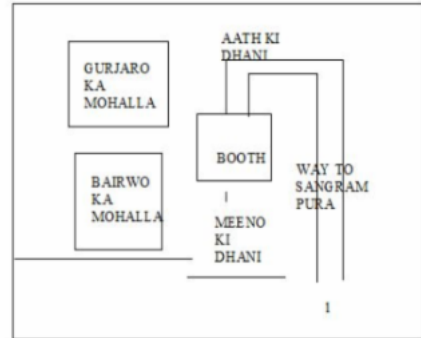 AATH KI
DHANI
GURJARO
KA
MOHALLA
BOOTH
WAY TO
SANGRAM
PURA
BAIRWO
KA
MOHALLA
MEENO
KI
DHANI
1